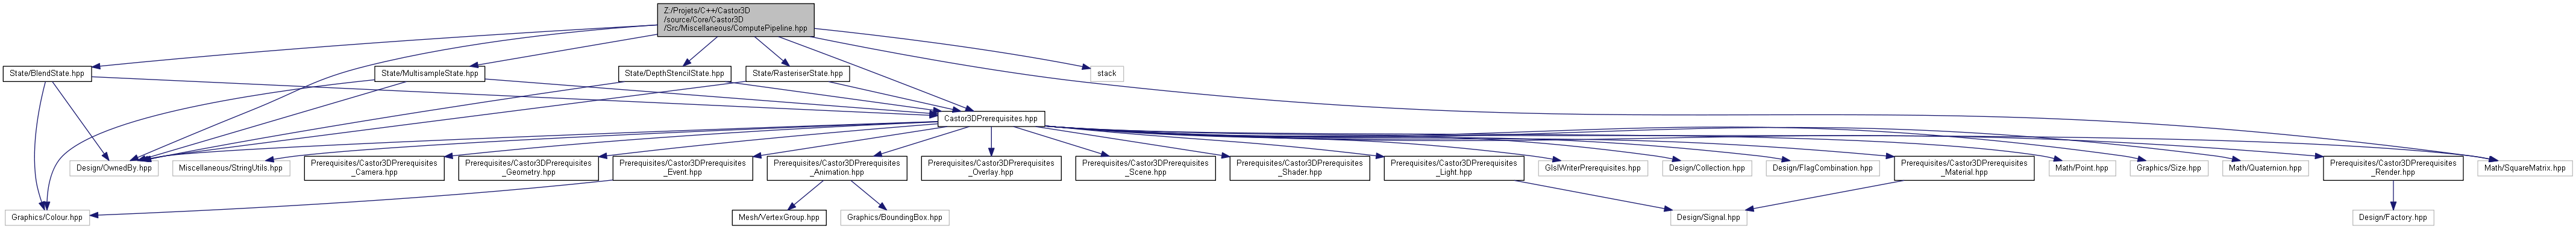 Z:/Projets/C++/Castor3D
/source/Core/Castor3D
/Src/Miscellaneous/ComputePipeline.hpp
State/BlendState.hpp
State/MultisampleState.hpp
State/DepthStencilState.hpp
State/RasteriserState.hpp
stack
Castor3DPrerequisites.hpp
Design/OwnedBy.hpp
Miscellaneous/StringUtils.hpp
Prerequisites/Castor3DPrerequisites
_Camera.hpp
Prerequisites/Castor3DPrerequisites
_Geometry.hpp
Prerequisites/Castor3DPrerequisites
_Event.hpp
Prerequisites/Castor3DPrerequisites
_Animation.hpp
Prerequisites/Castor3DPrerequisites
_Overlay.hpp
Prerequisites/Castor3DPrerequisites
_Scene.hpp
Prerequisites/Castor3DPrerequisites
_Shader.hpp
Prerequisites/Castor3DPrerequisites
_Light.hpp
GlslWriterPrerequisites.hpp
Design/Collection.hpp
Design/FlagCombination.hpp
Prerequisites/Castor3DPrerequisites
_Material.hpp
Math/Point.hpp
Graphics/Size.hpp
Math/Quaternion.hpp
Prerequisites/Castor3DPrerequisites
_Render.hpp
Math/SquareMatrix.hpp
Graphics/Colour.hpp
Mesh/VertexGroup.hpp
Graphics/BoundingBox.hpp
Design/Signal.hpp
Design/Factory.hpp